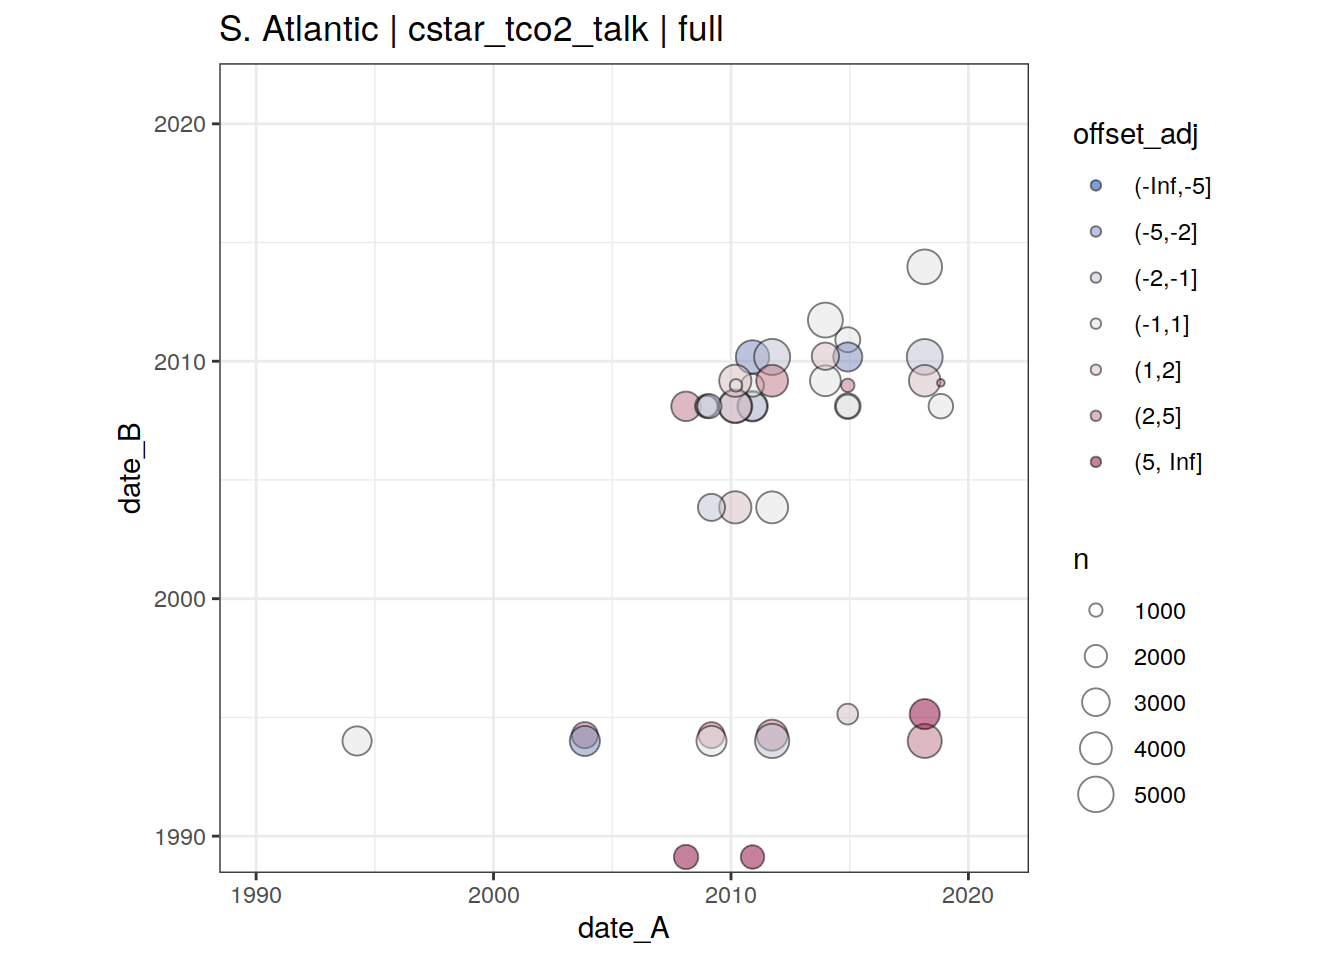 S. Atlantic | cstar_tco2_talk | full
2020
2010
2000
1990
date_B
1990
2000
2010
2020
date_A
offset_adj
(-Inf,-5]
(-5,-2]
(-2,-1]
(-1,1]
(1,2]
(2,5]
(5, Inf]
n
1000
2000
3000
4000
5000